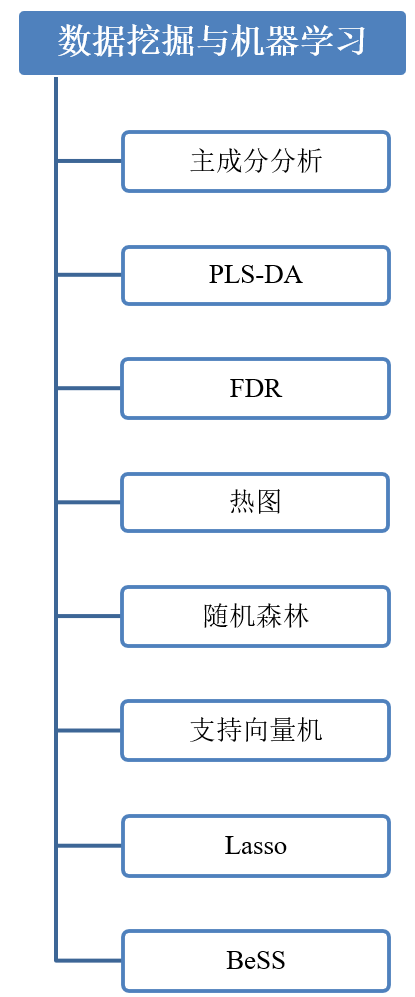 数据挖掘与机器学习
主成分分析
PLS-DA
FDR
热图
随机森林
支持向量机
Lasso
BeSS